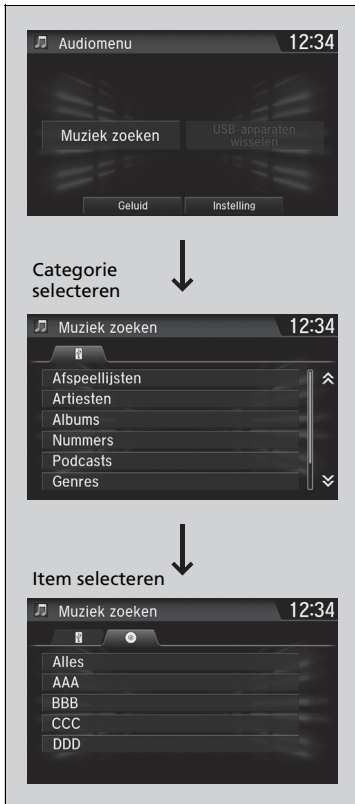 Audiomenu 12:34
Muziek zoeken
USB-apparaten
wisselen
Geluid Instelling
Categorie
selecteren
Muziek zoeken 12:34
Afspeellijsten
Artiesten
Albums
Nummers
Podcasts
Genres
Item selecteren
Muziek zoeken 12:34
Alles
AAA
BBB
CCC
DDD